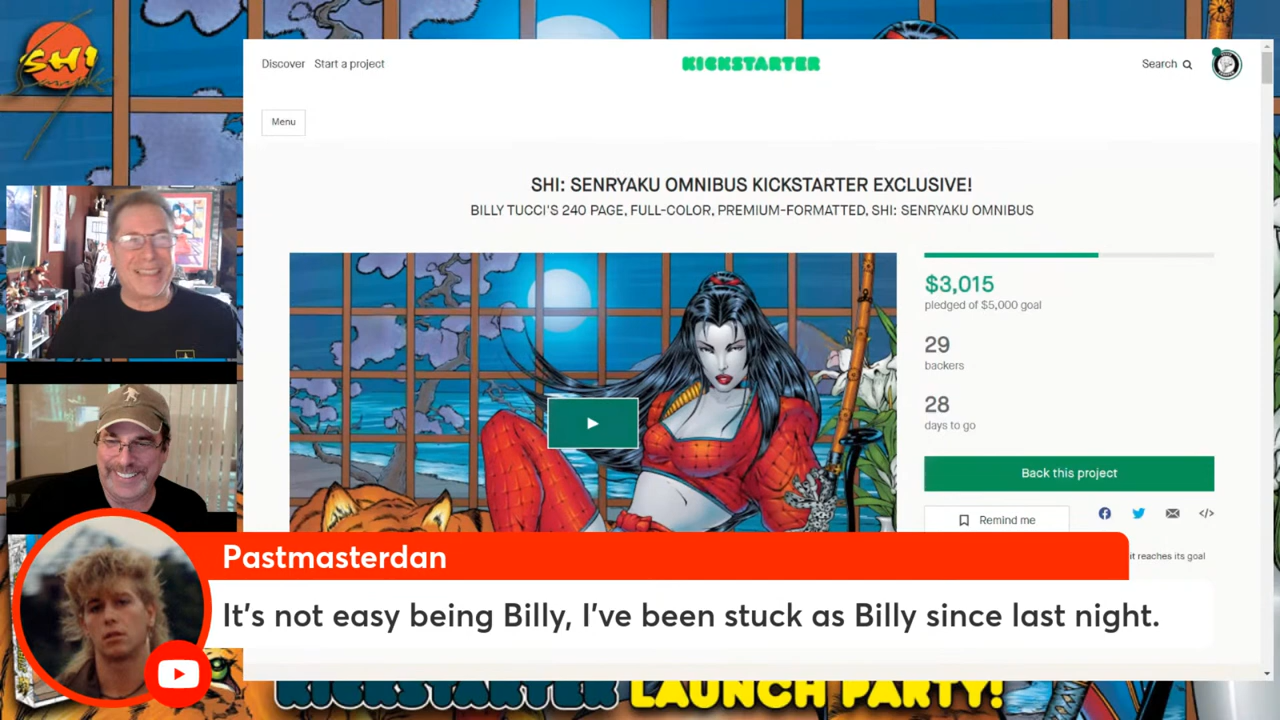 SHI
Discover Start a project
KICKSTARTER
Search
Menu
SHI: SENRYAKU OMNIBUS KICKSTARTER EXCLUSIVE!
BILLY TUCCI'S 240 PAGE, FULL-COLOR, PREMIUM-FORMATTED, SHI: SENRYAKU OMNIBUS
$3,015
pledged of $5,000 goal
29
backers
28
days to go
Back this project
Remind me
</>
it reaches its goal
Pastmasterdan
It's not easy being Billy, I've been stuck as Billy since last night.
KICKSTARTER LAUNCH PARTY!